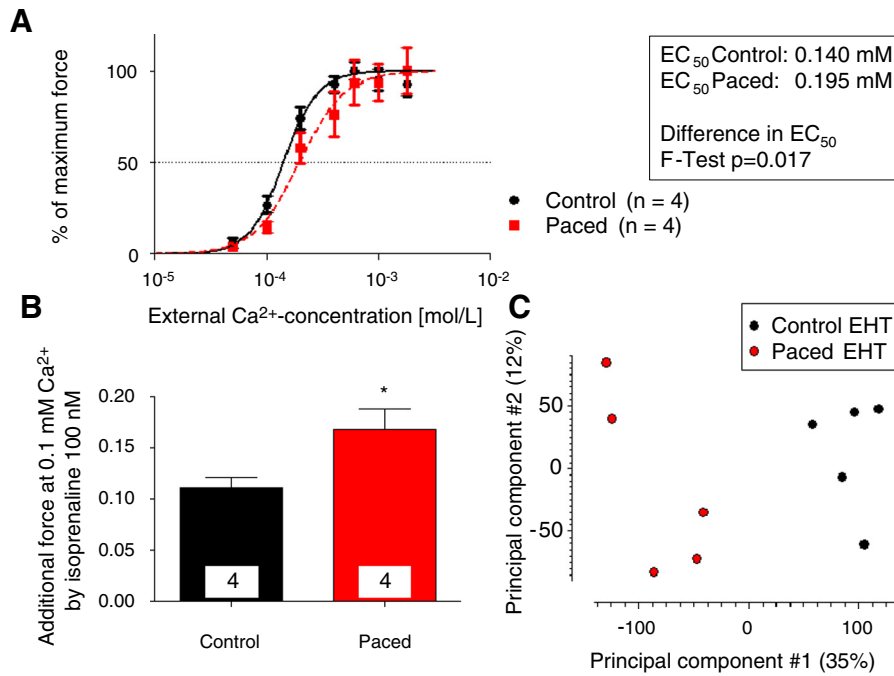 A
% of maximum force
100
50
0
10⁻⁵
10⁻⁴
10⁻³
10⁻²
External Ca²⁺-concentration [mol/L]
EC₅₀ Control: 0.140 mM
EC₅₀ Paced: 0.195 mM
Difference in EC₅₀
F-Test p=0.017
Control (n = 4)
Paced (n = 4)
B
Additional force at 0.1 mM Ca²⁺
by isoprenaline 100 nM
0.20
0.15
0.10
0.05
0.00
*
4
4
Control
Paced
C
Control EHT
Paced EHT
Principal component #2 (12%)
50
0
-50
-100
0
100
Principal component #1 (35%)